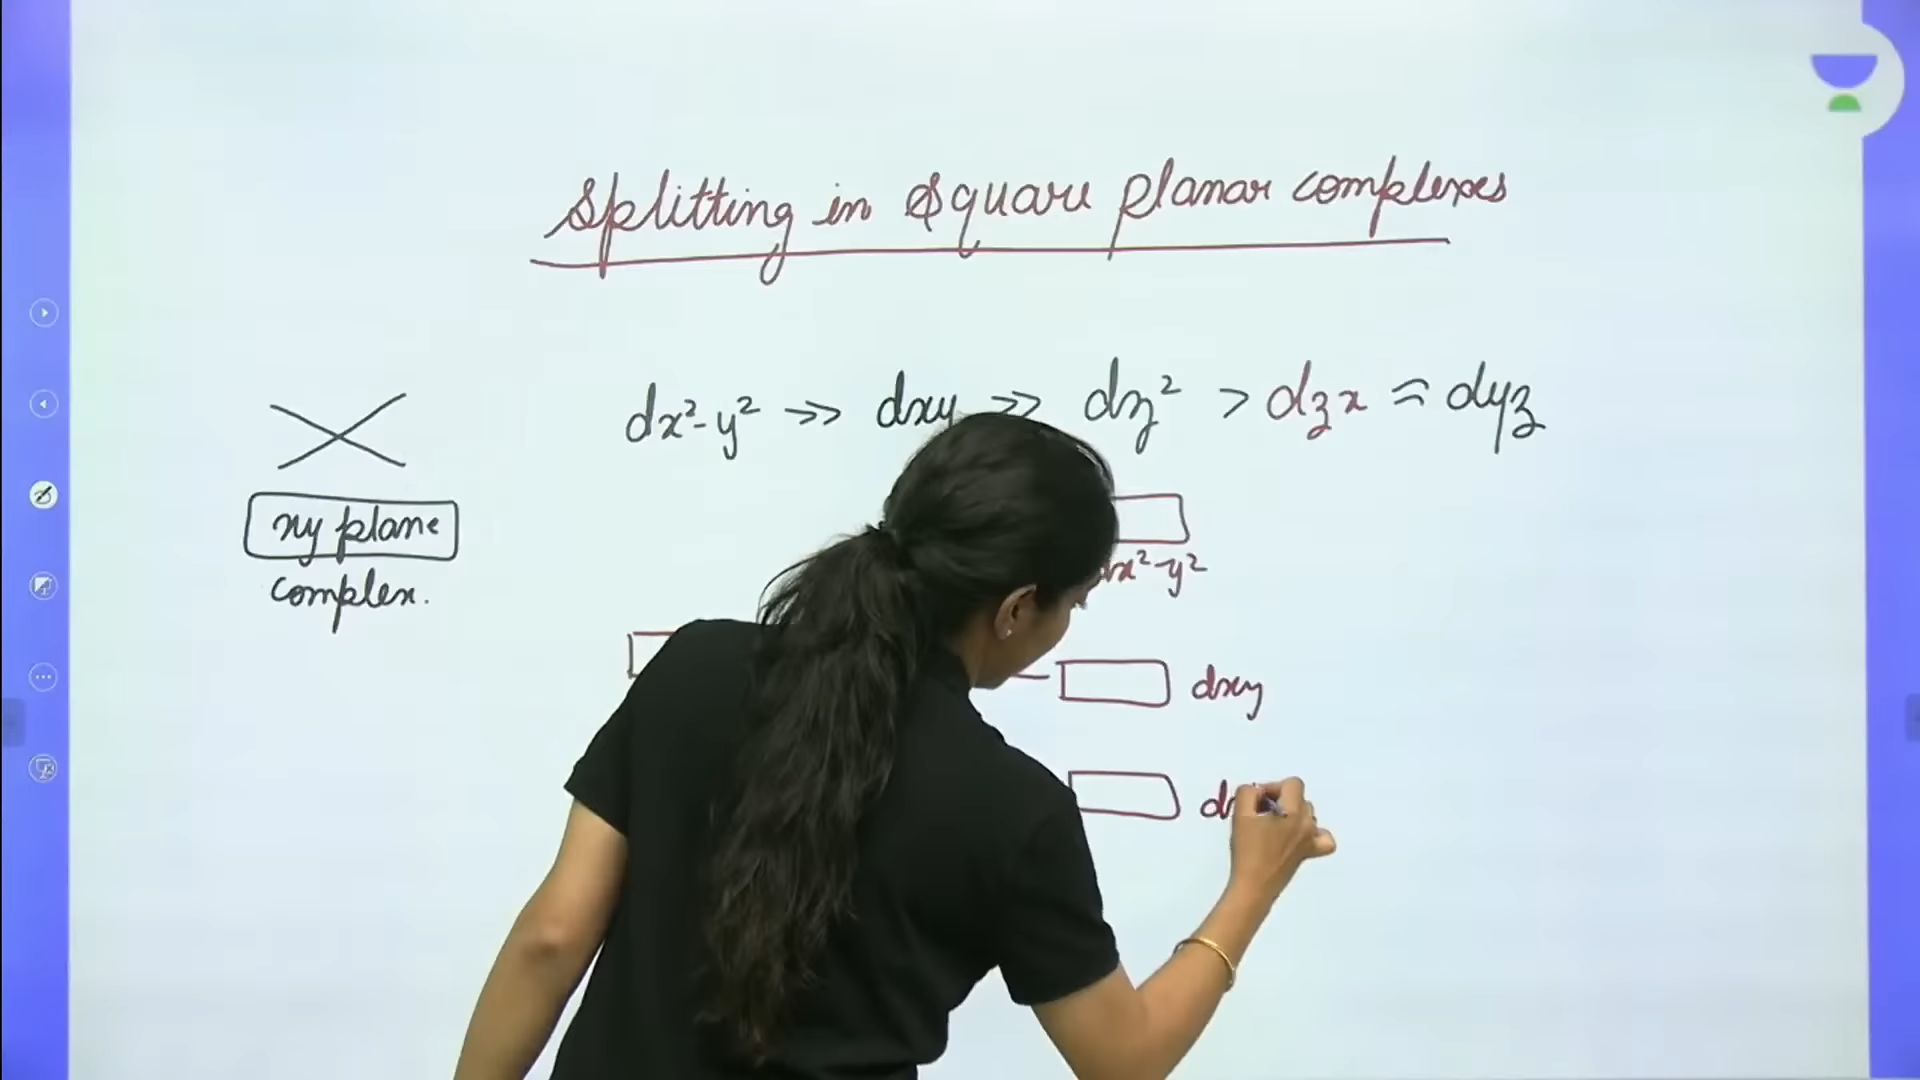 Splitting in Square planar complexes
dx²-y² >> dxy >> dz² > dzx ≈ dyz
xy plane
complex.
dx²-y²
dxy